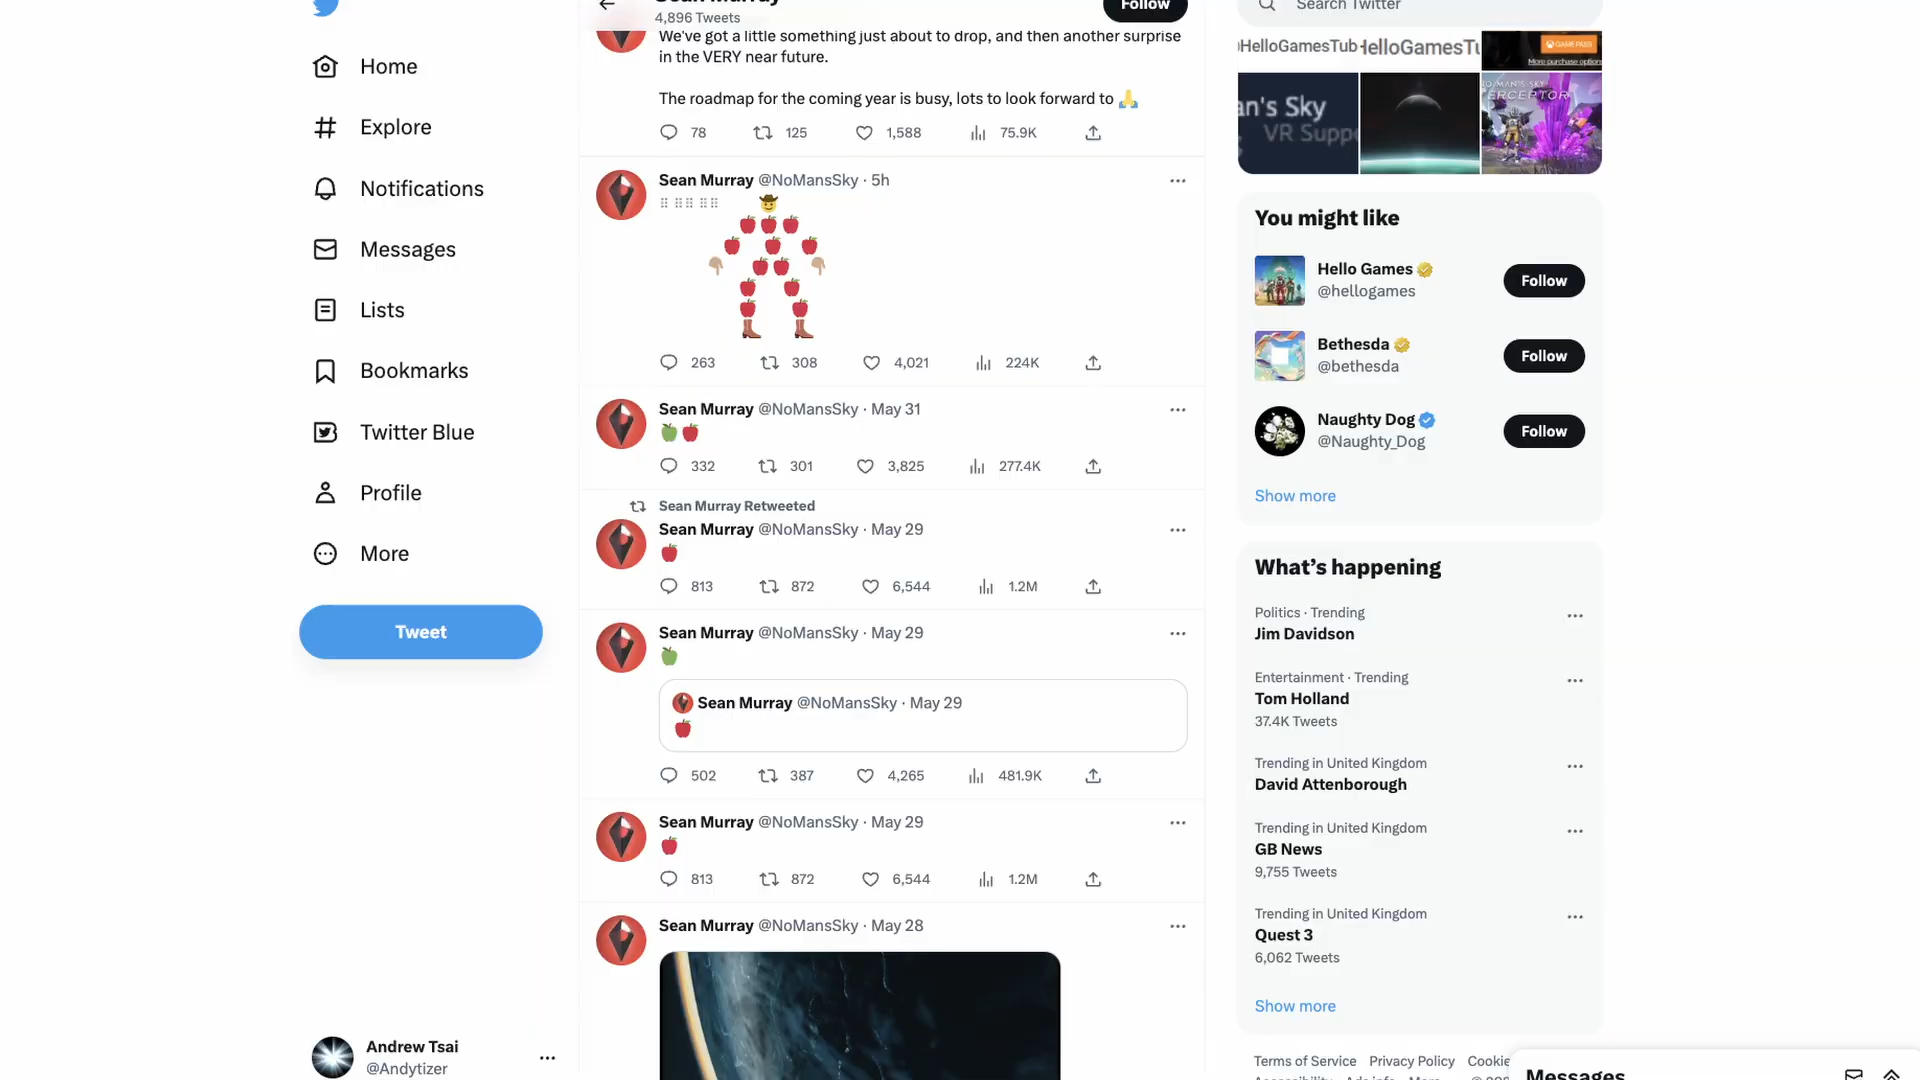 Home
Explore
Notifications
Messages
Lists
Bookmarks
Twitter Blue
Profile
More
Tweet
Andrew Tsai
@Andytizer
Sean Murray
4,896 Tweets
Follow
We've got a little something just about to drop, and then another surprise
in the VERY near future.
The roadmap for the coming year is busy, lots to look forward to 🙏
78 125 1,588 75.9K
Sean Murray @NoMansSky · 5h
263 308 4,021 224K
Sean Murray @NoMansSky · May 31
🍏🍎
332 301 3,825 277.4K
Sean Murray Retweeted
Sean Murray @NoMansSky · May 29
🍎
813 872 6,544 1.2M
Sean Murray @NoMansSky · May 29
🍏
Sean Murray @NoMansSky · May 29
🍎
502 387 4,265 481.9K
Sean Murray @NoMansSky · May 29
🍎
813 872 6,544 1.2M
Sean Murray @NoMansSky · May 28
Search Twitter
HelloGamesTub
GAME PASS
More purchase options
an's Sky
VR Supp
O MAN'S SKY
ERCEPTOR
You might like
Hello Games
@hellogames
Follow
Bethesda
@bethesda
Follow
Naughty Dog
@Naughty_Dog
Follow
Show more
What's happening
Politics · Trending
Jim Davidson
Entertainment · Trending
Tom Holland
37.4K Tweets
Trending in United Kingdom
David Attenborough
Trending in United Kingdom
GB News
9,755 Tweets
Trending in United Kingdom
Quest 3
6,062 Tweets
Show more
Terms of Service Privacy Policy Cookie
Messages